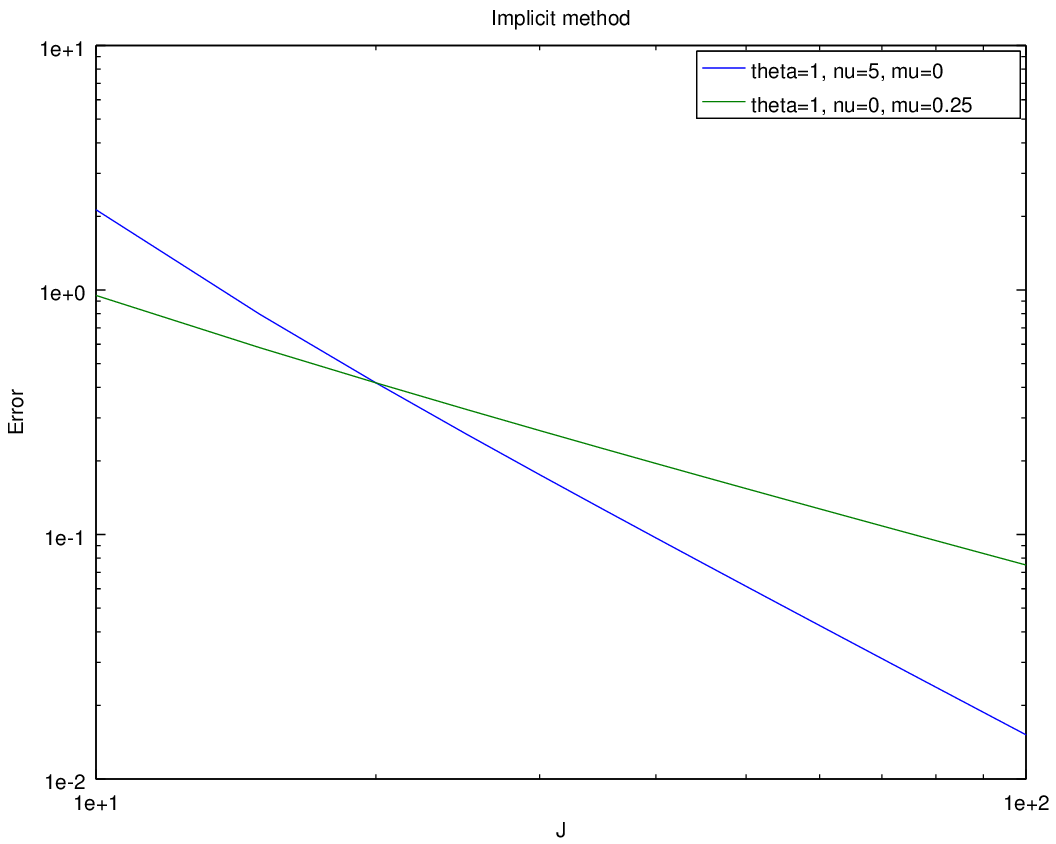 Implicit method
1e+1
theta=1, nu=5, mu=0
theta=1, nu=0, mu=0.25
1e+0
Error
1e-1
1e-2
1e+1
1e+2
J